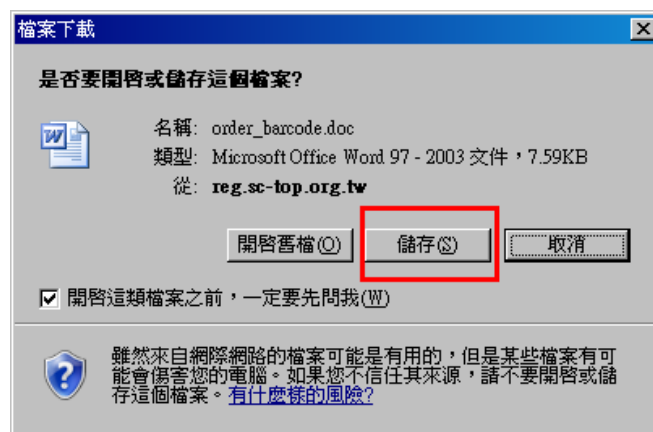 檔案下載
是否要開啓或儲存這個檔案?
名稱: order_barcode.doc
類型: Microsoft Office Word 97 - 2003 文件，7.59KB
從: reg.sc-top.org.tw
開啓舊檔(O) 儲存(S) 取消
開啓這類檔案之前，一定要先問我(W)
雖然來自網際網路的檔案可能是有用的，但是某些檔案有可
能會傷害您的電腦。如果您不信任其來源，請不要開啓或儲
存這個檔案。有什麼樣的風險?